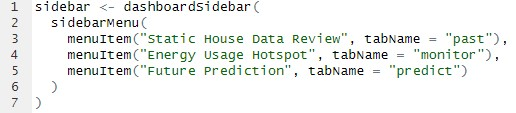 1 sidebar <- dashboardSidebar(
2   sidebarMenu(
3     menuItem("Static House Data Review", tabName = "past"),
4     menuItem("Energy Usage Hotspot", tabName = "monitor"),
5     menuItem("Future Prediction", tabName = "predict")
6   )
7 )